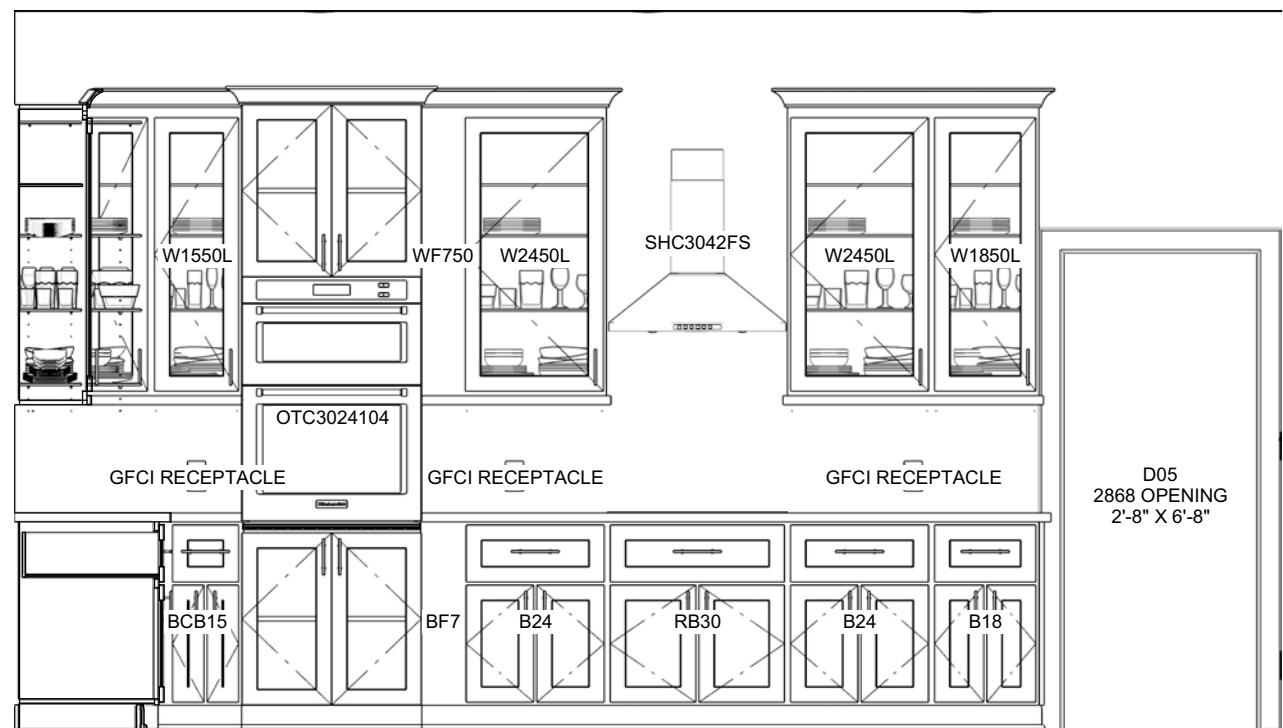 SHC3042FS
W1550L
WF750
W2450L
W2450L
W1850L
OTC3024104
GFCI RECEPTACLE
GFCI RECEPTACLE
GFCI RECEPTACLE
D05
2868 OPENING
2'-8" X 6'-8"
BCB15
BF7
B24
RB30
B24
B18